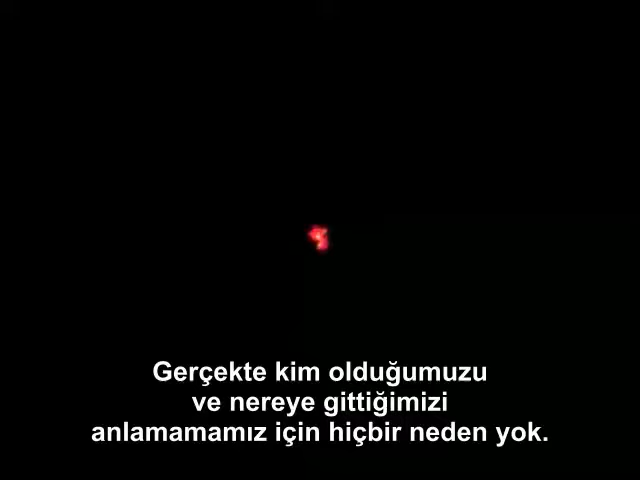 Gerçekte kim olduğumuzu
ve nereye gittiğimizi
anlamamamız için hiçbir neden yok.